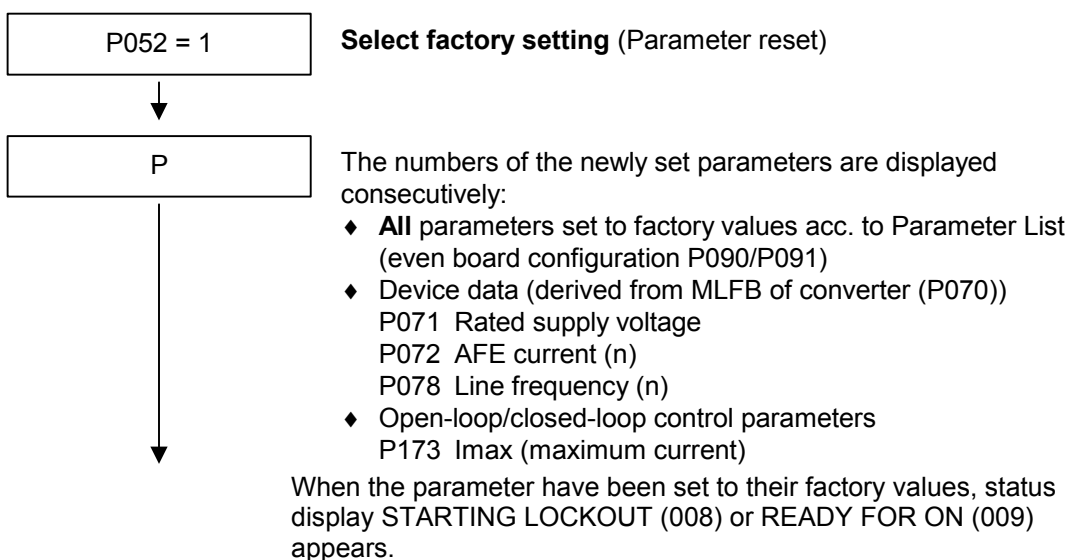 P052 = 1
Select factory setting (Parameter reset)
P
The numbers of the newly set parameters are displayed
consecutively:
♦ All parameters set to factory values acc. to Parameter List
(even board configuration P090/P091)
♦ Device data (derived from MLFB of converter (P070))
P071 Rated supply voltage
P072 AFE current (n)
P078 Line frequency (n)
♦ Open-loop/closed-loop control parameters
P173 Imax (maximum current)
When the parameter have been set to their factory values, status
display STARTING LOCKOUT (008) or READY FOR ON (009)
appears.